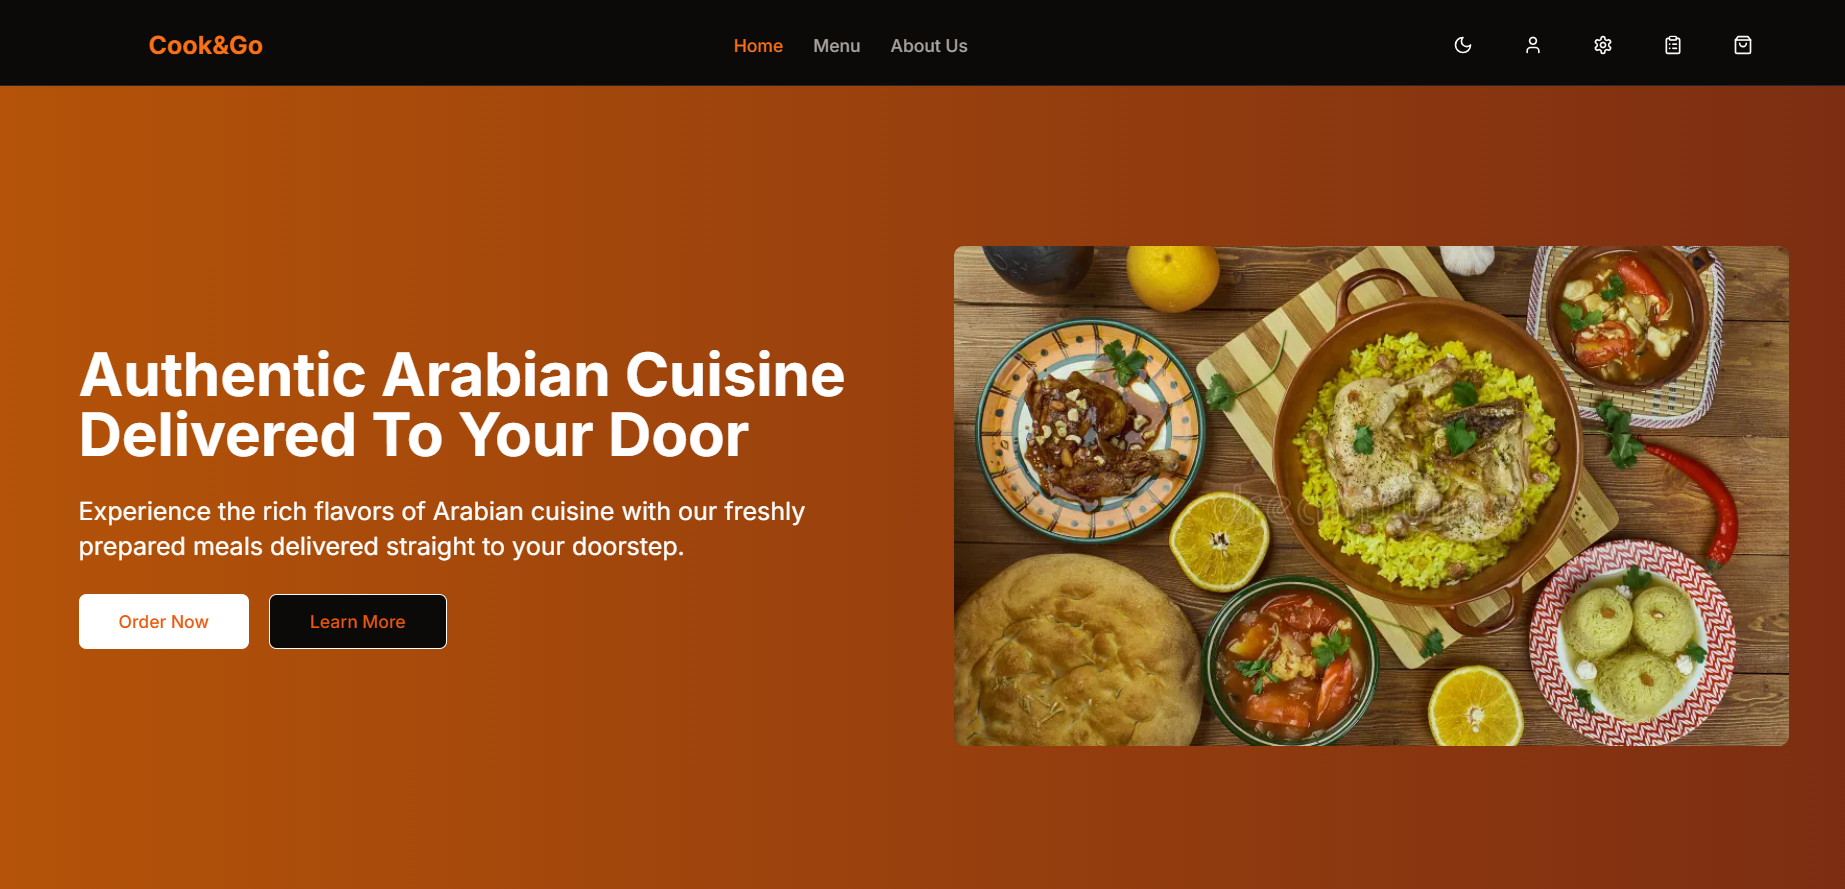 Cook&Go
Home
Menu
About Us
Authentic Arabian Cuisine
Delivered To Your Door
Experience the rich flavors of Arabian cuisine with our freshly
prepared meals delivered straight to your doorstep.
Order Now
Learn More